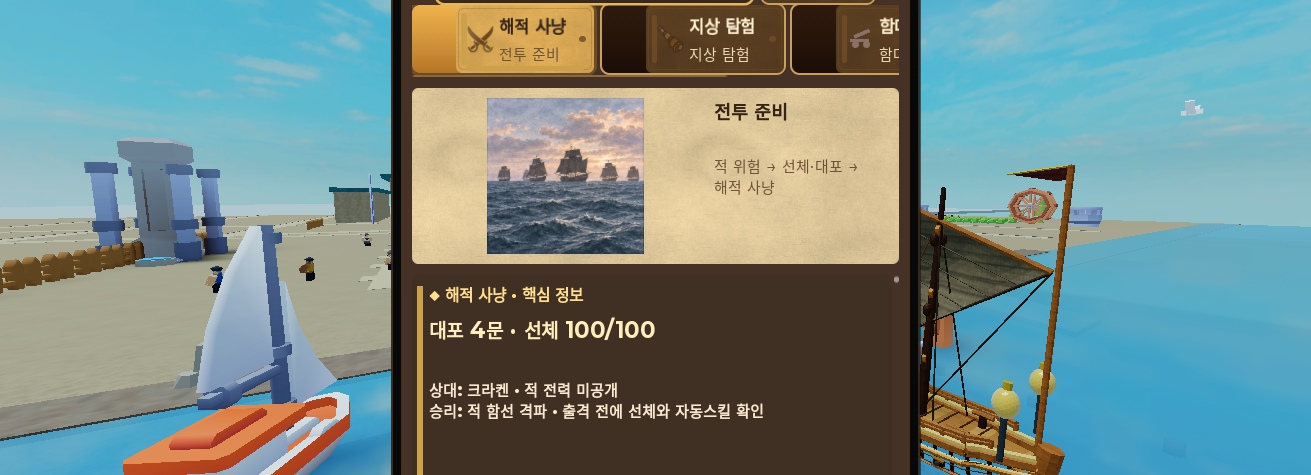 해적 사냥
전투 준비
지상 탐험
지상 탐험
전투 준비
적 위험 → 선체·대포 →
해적 사냥
◆ 해적 사냥 • 핵심 정보
대포 4문 • 선체 100/100
상대: 크라켄 • 적 전력 미공개
승리: 적 함선 격파 • 출격 전에 선체와 자동스킬 확인